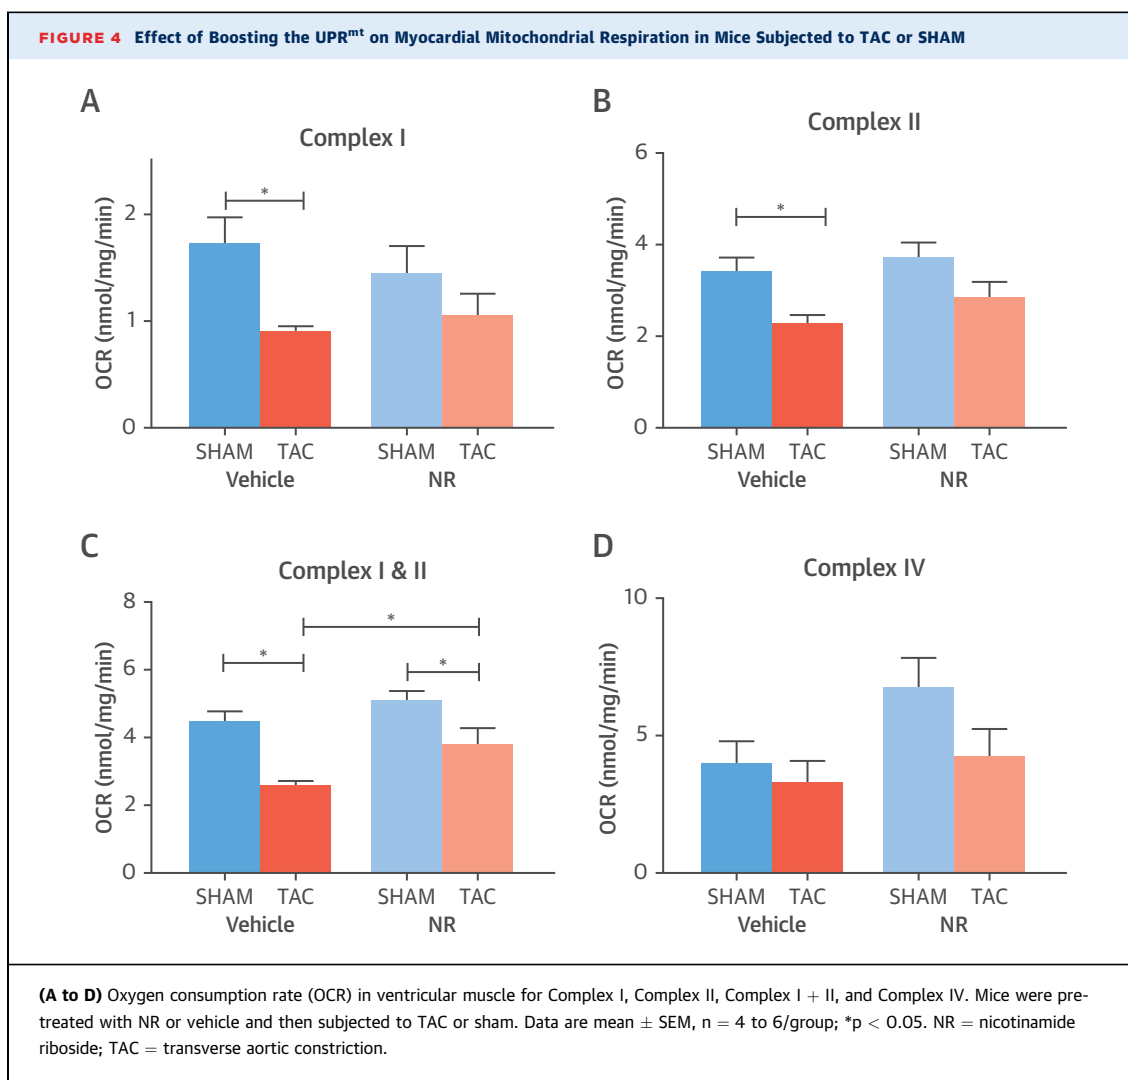 FIGURE 4 Effect of Boosting the UPRmt on Myocardial Mitochondrial Respiration in Mice Subjected to TAC or SHAM
A
Complex I
OCR (nmol/mg/min)
2
1
0
*
SHAM TAC SHAM TAC
Vehicle NR
B
Complex II
OCR (nmol/mg/min)
6
4
2
0
*
SHAM TAC SHAM TAC
Vehicle NR
C
Complex I & II
OCR (nmol/mg/min)
8
6
4
2
0
*
*
*
SHAM TAC SHAM TAC
Vehicle NR
D
Complex IV
OCR (nmol/mg/min)
10
5
0
SHAM TAC SHAM TAC
Vehicle NR
(A to D) Oxygen consumption rate (OCR) in ventricular muscle for Complex I, Complex II, Complex I + II, and Complex IV. Mice were pre-
treated with NR or vehicle and then subjected to TAC or sham. Data are mean ± SEM, n = 4 to 6/group; *p < 0.05. NR = nicotinamide
riboside; TAC = transverse aortic constriction.